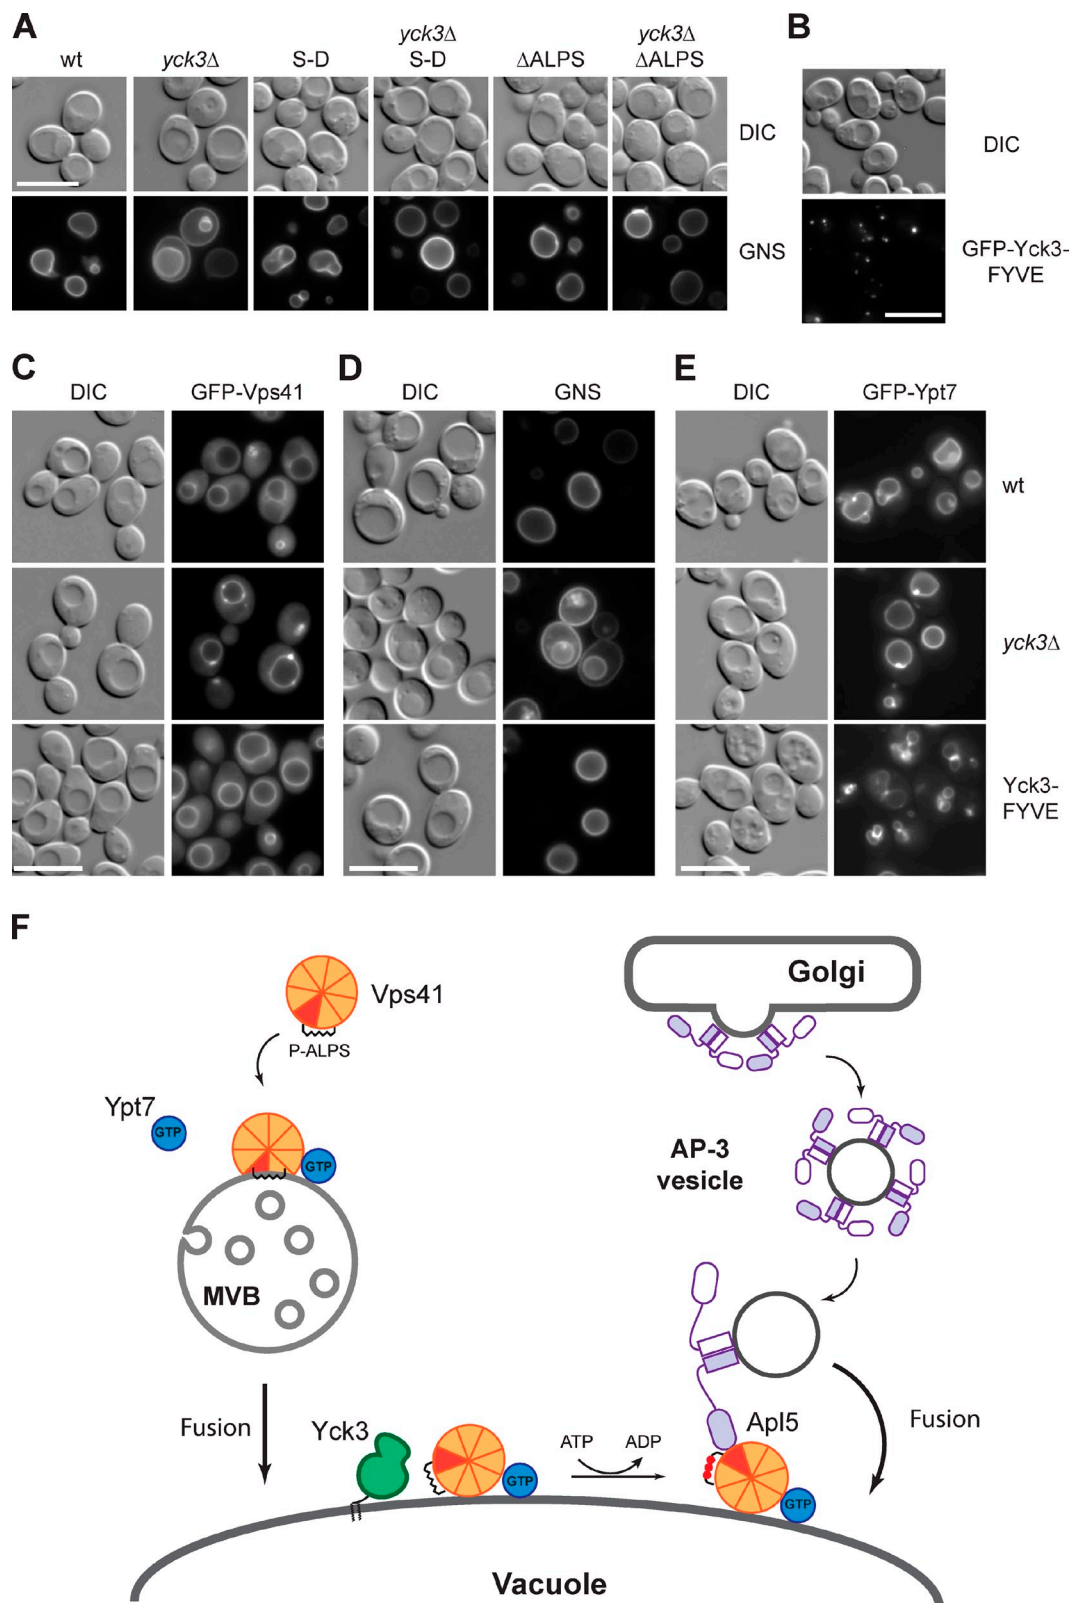 A
wt
yck3Δ
S-D
yck3Δ
S-D
ΔALPS
yck3Δ
ΔALPS
DIC
GNS
B
DIC
GFP-Yck3-
FYVE
C
DIC
GFP-Vps41
D
DIC
GNS
E
DIC
GFP-Ypt7
wt
yck3Δ
Yck3-
FYVE
F
Vps41
P-ALPS
Ypt7
GTP
GTP
MVB
Fusion
Golgi
AP-3
vesicle
Apl5
Fusion
Yck3
GTP
ATP
ADP
GTP
Vacuole